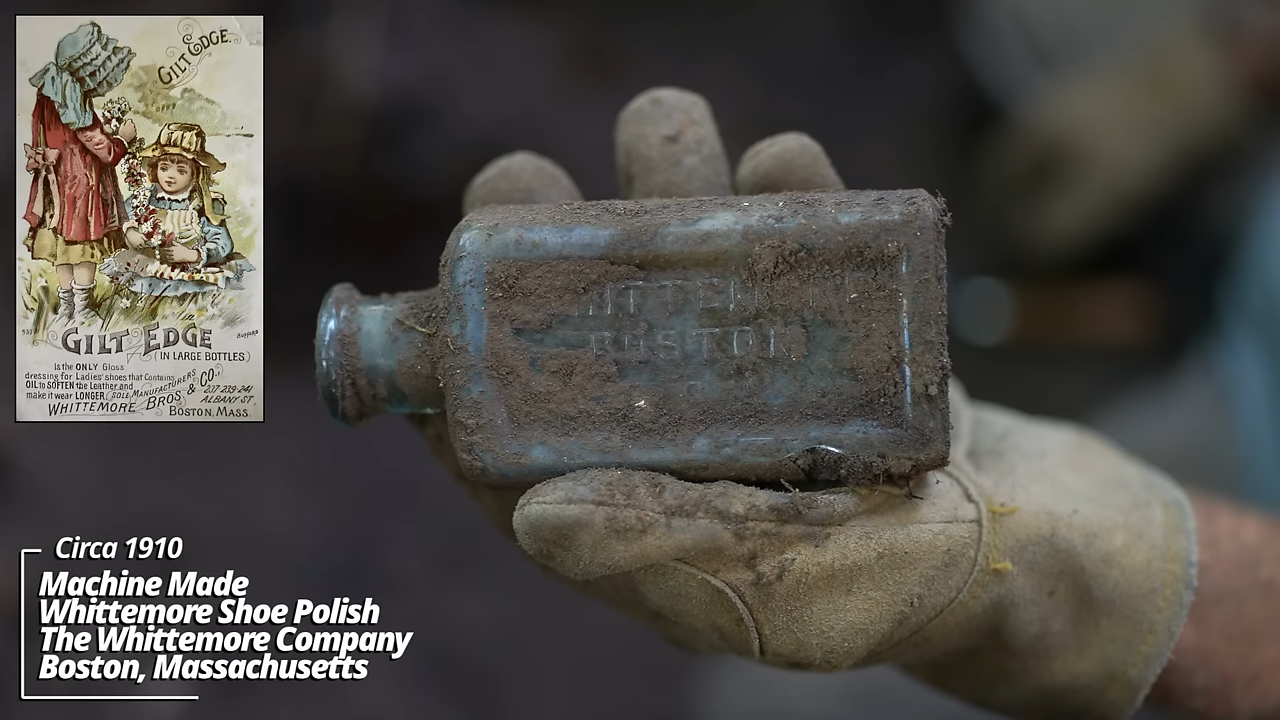 GILT EDGE.
GILT EDGE
(IN LARGE BOTTLES.)
Is the ONLY Gloss
dressing for Ladies' shoes that Contains
OIL to SOFTEN the Leather and
make it wear LONGER. (SOLE MANUFACTURERS
WHITTEMORE BROS & CO.,
237-239-241
ALBANY ST.
BOSTON, MASS
BOSTON
Circa 1910
Machine Made
Whittemore Shoe Polish
The Whittemore Company
Boston, Massachusetts